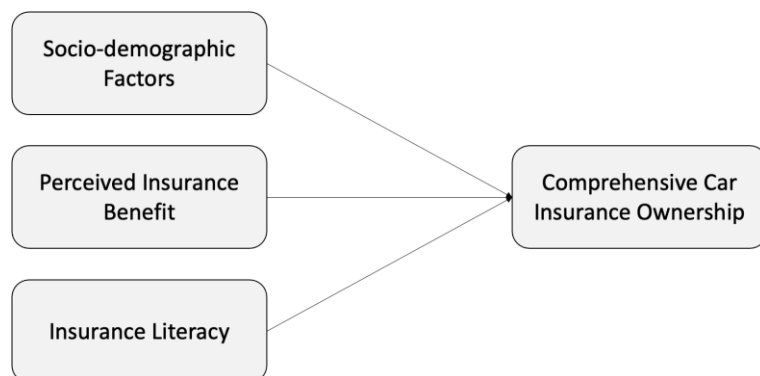 Socio-demographic
Factors
Perceived Insurance
Benefit
Insurance Literacy
Comprehensive Car
Insurance Ownership